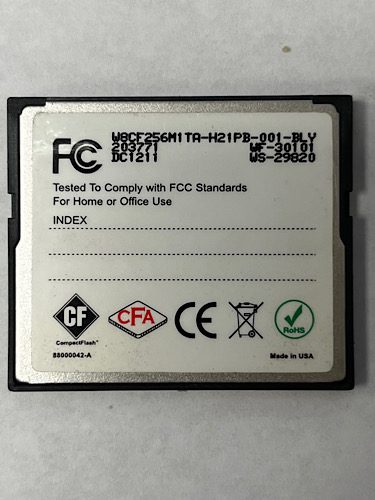 W8CF256M1TA-H21PB-001-BLY
203771 WF-30101
DC1211 WS-29820
FCC
Tested To Comply with FCC Standards
For Home or Office Use
INDEX
CF
CFA
CE
RoHS
CompactFlash
88000042-A
Made in USA